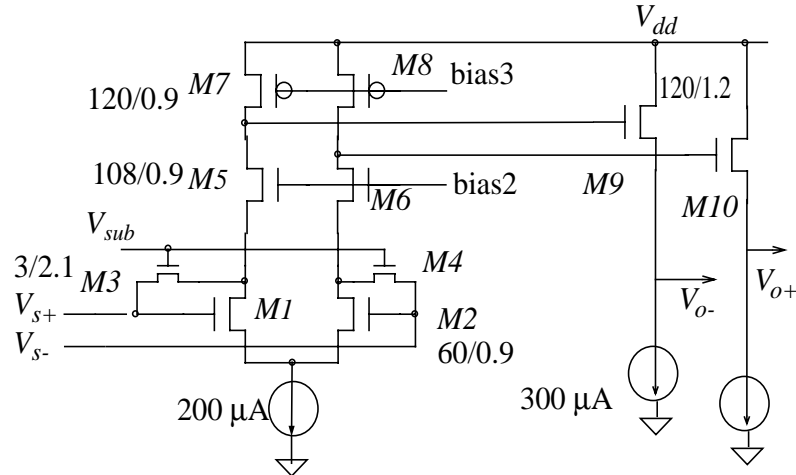 V_dd
M7
M8
bias3
120/0.9
120/1.2
108/0.9
M5
M6
bias2
M9
M10
V_sub
3/2.1
M3
M4
V_s+
M1
M2
V_o-
V_o+
V_s-
60/0.9
200 μA
300 μA